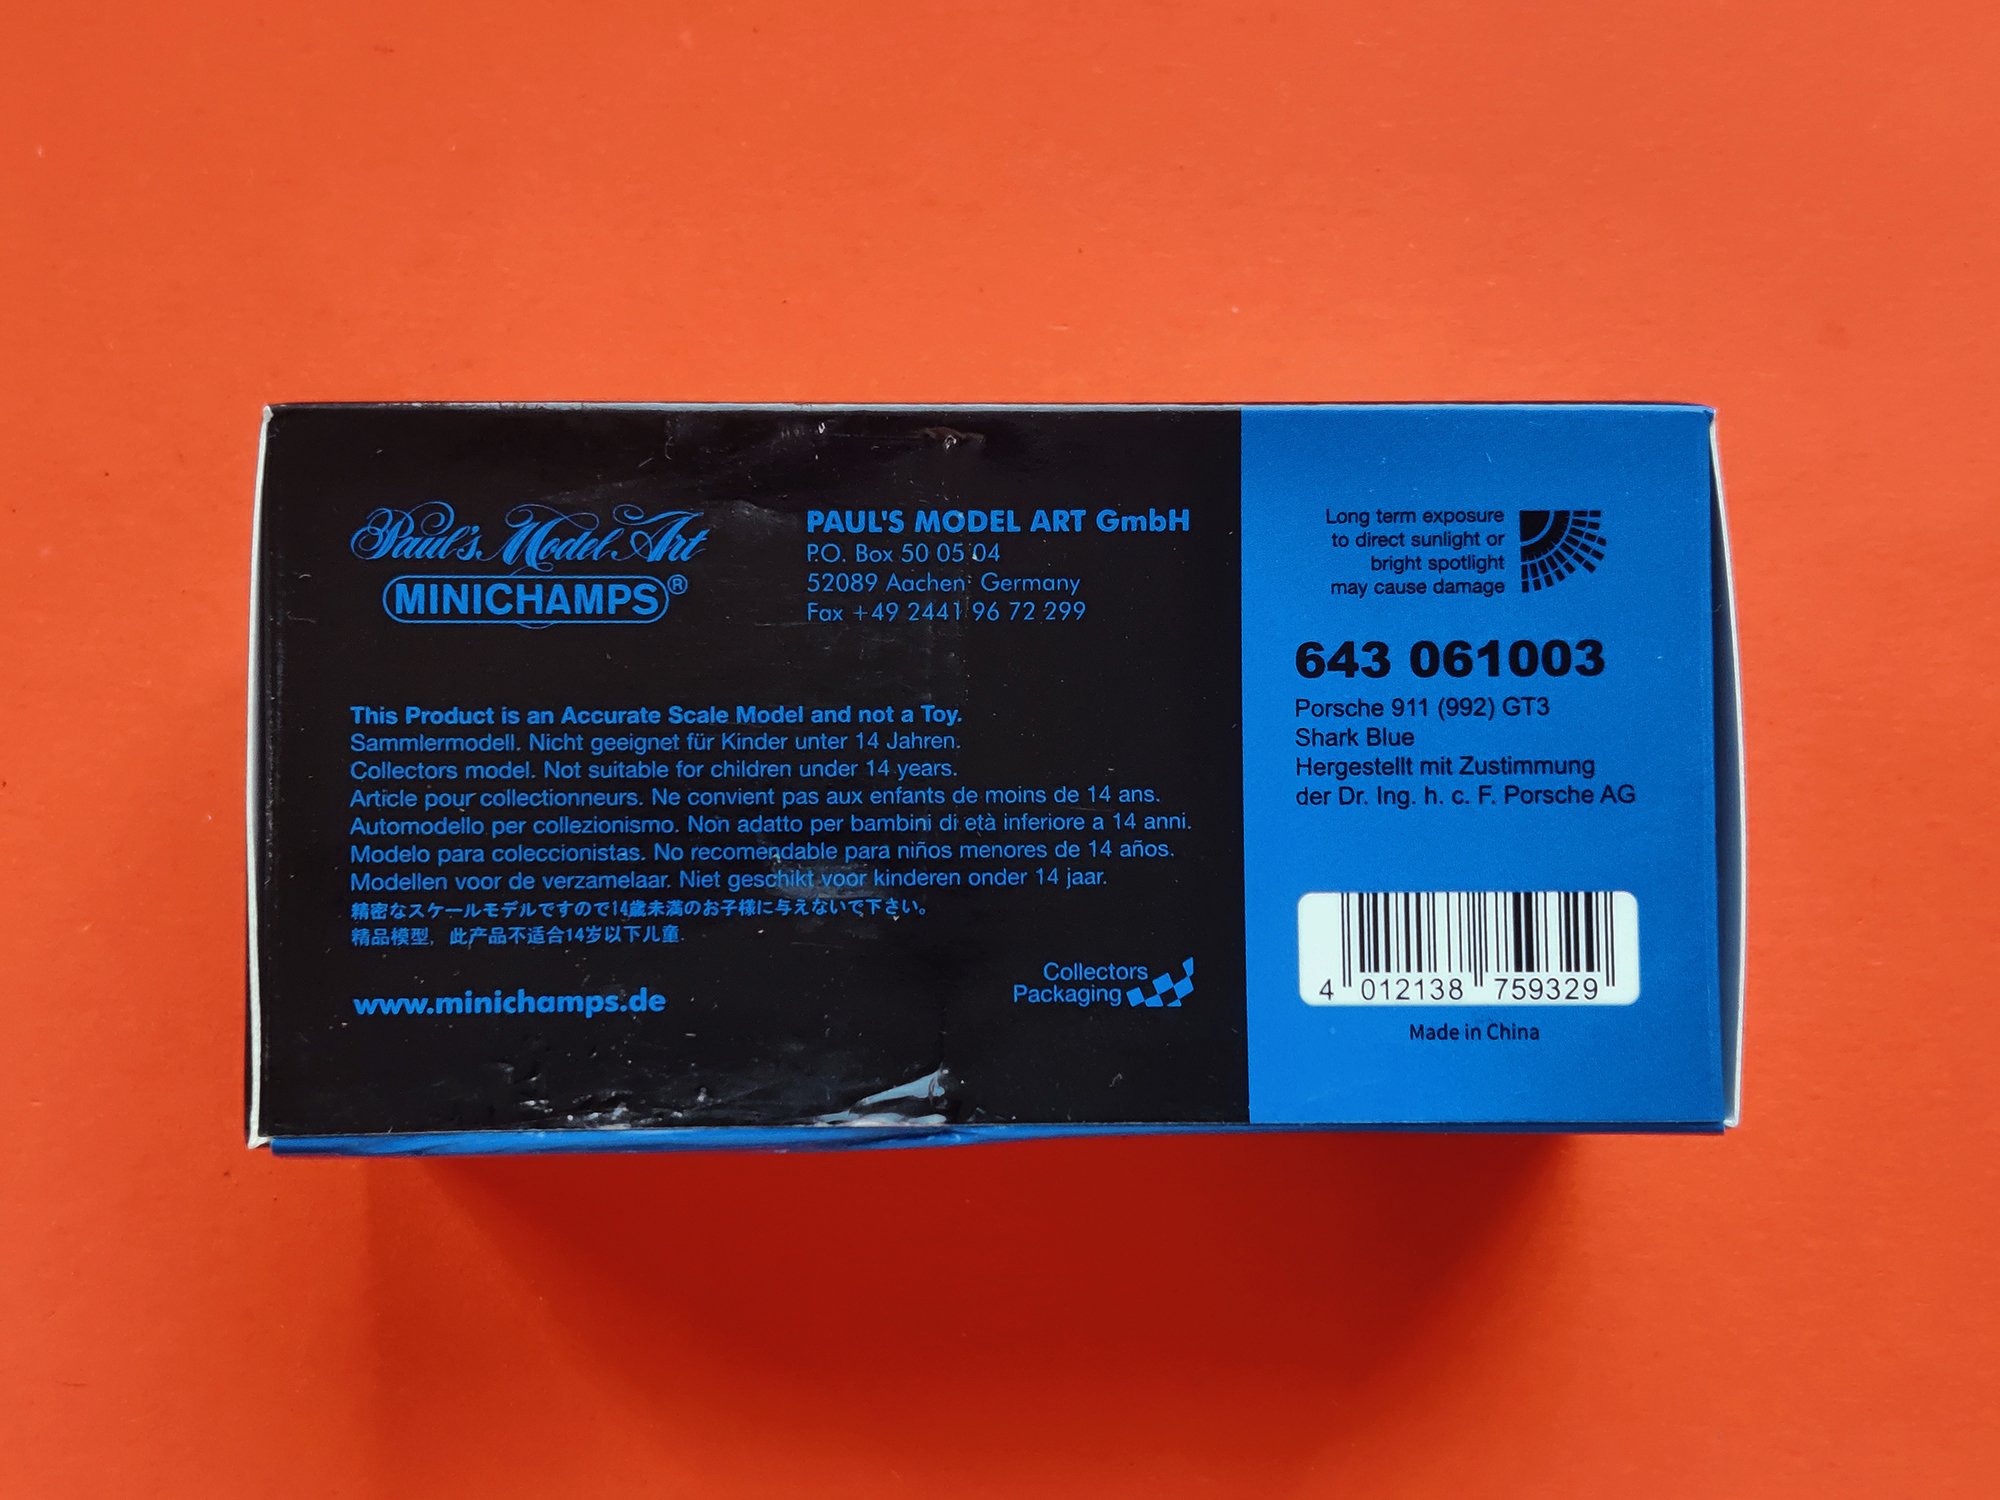 Paul's Model Art
MINICHAMPS®
PAUL'S MODEL ART GmbH
P.O. Box 50 05 04
52089 Aachen Germany
Fax +49 2441 96 72 299
This Product is an Accurate Scale Model and not a Toy.
Sammlermodell. Nicht geeignet für Kinder unter 14 Jahren.
Collectors model. Not suitable for children under 14 years.
Article pour collectionneurs. Ne convient pas aux enfants de moins de 14 ans.
Automodello per collezionismo. Non adatto per bambini di età inferiore a 14 anni.
Modelo para coleccionistas. No recomendable para niños menores de 14 años.
Modellen voor de verzamelaar. Niet geschikt voor kinderen onder 14 jaar.
精密なスケールモデルですので14歳未満のお子様に与えないで下さい。
精品模型，此产品不适合14岁以下儿童.
www.minichamps.de
Collectors
Packaging
Long term exposure
to direct sunlight or
bright spotlight
may cause damage
643 061003
Porsche 911 (992) GT3
Shark Blue
Hergestellt mit Zustimmung
der Dr. Ing. h. c. F. Porsche AG
4 012138 759329
Made in China